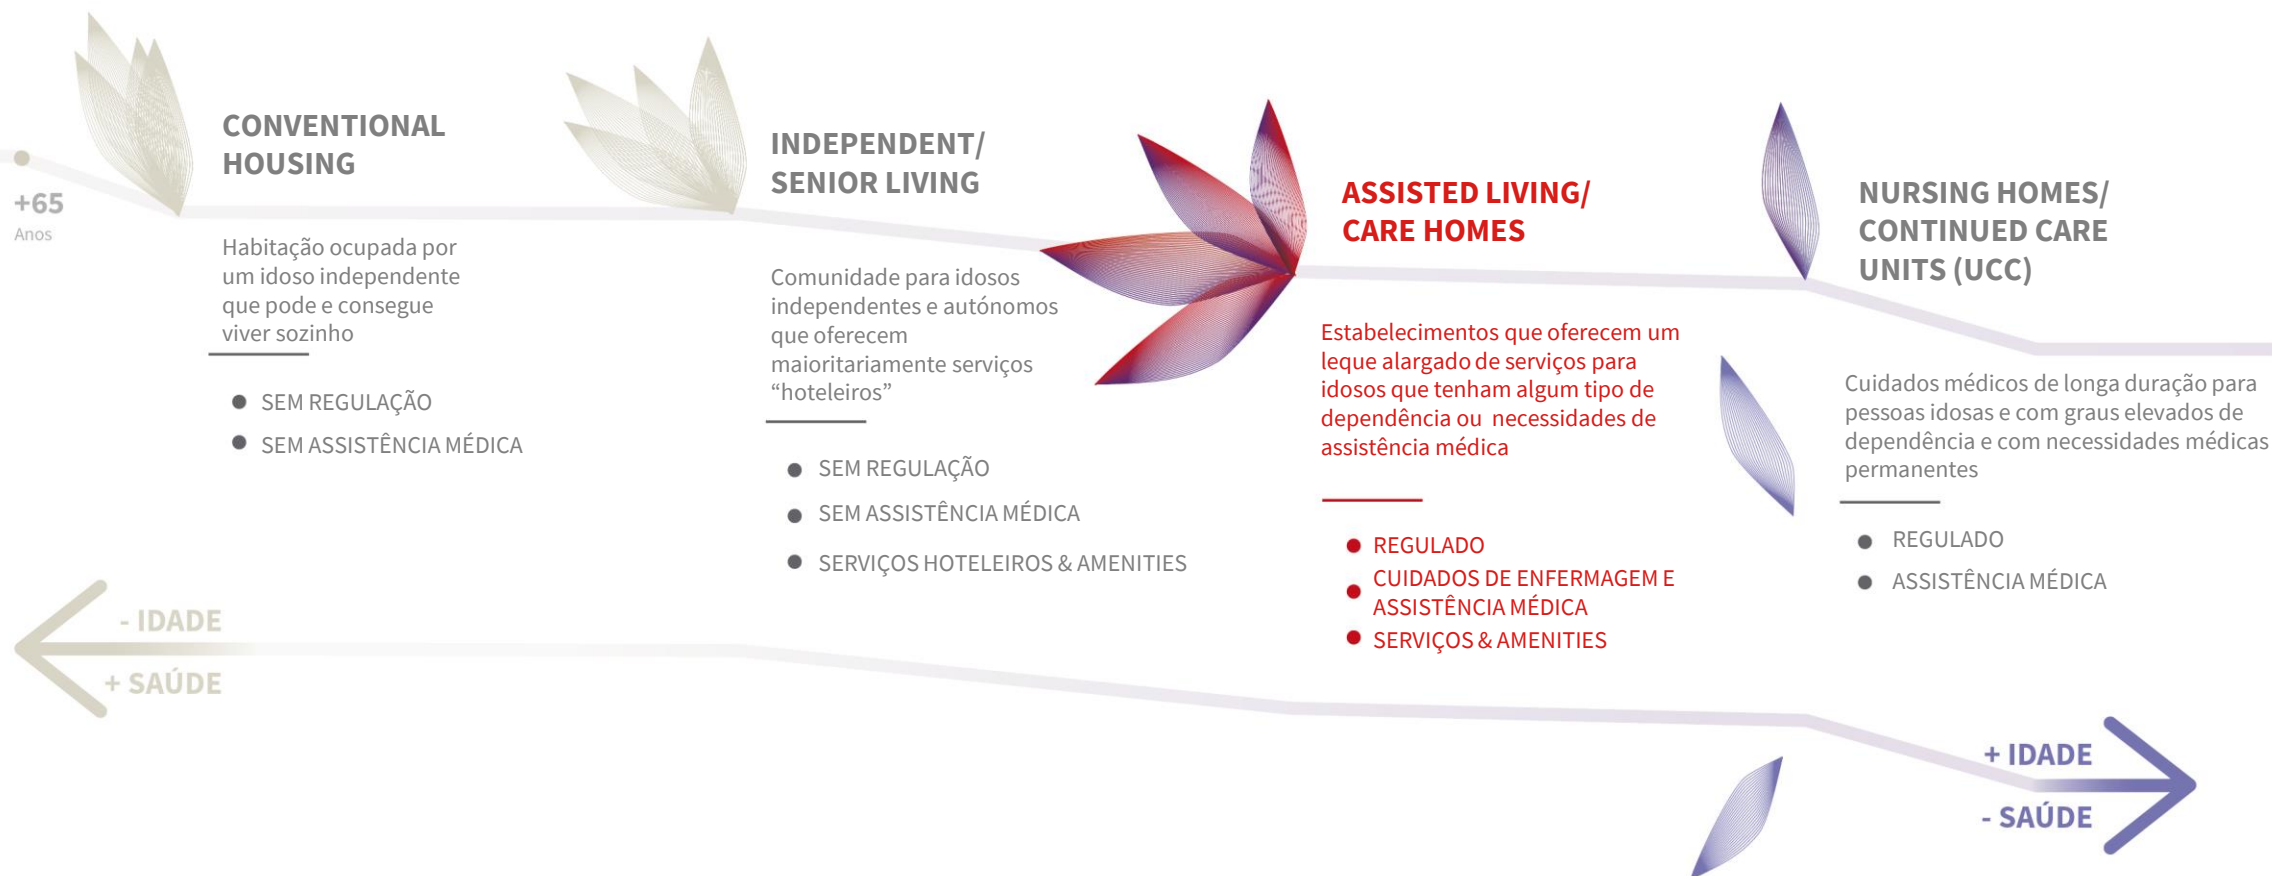 +65
Anos
CONVENTIONAL
HOUSING
Habitação ocupada por
um idoso independente
que pode e consegue
viver sozinho
SEM REGULAÇÃO
SEM ASSISTÊNCIA MÉDICA
INDEPENDENT/
SENIOR LIVING
Comunidade para idosos
independentes e autónomos
que oferecem
maioritariamente serviços
“hoteleiros”
SEM REGULAÇÃO
SEM ASSISTÊNCIA MÉDICA
SERVIÇOS HOTELEIROS & AMENITIES
ASSISTED LIVING/
CARE HOMES
Estabelecimentos que oferecem um
leque alargado de serviços para
idosos que tenham algum tipo de
dependência ou necessidades de
assistência médica
REGULADO
CUIDADOS DE ENFERMAGEM E
ASSISTÊNCIA MÉDICA
SERVIÇOS & AMENITIES
NURSING HOMES/
CONTINUED CARE
UNITS (UCC)
Cuidados médicos de longa duração para
pessoas idosas e com graus elevados de
dependência e com necessidades médicas
permanentes
REGULADO
ASSISTÊNCIA MÉDICA
- IDADE
+ SAÚDE
+ IDADE
- SAÚDE